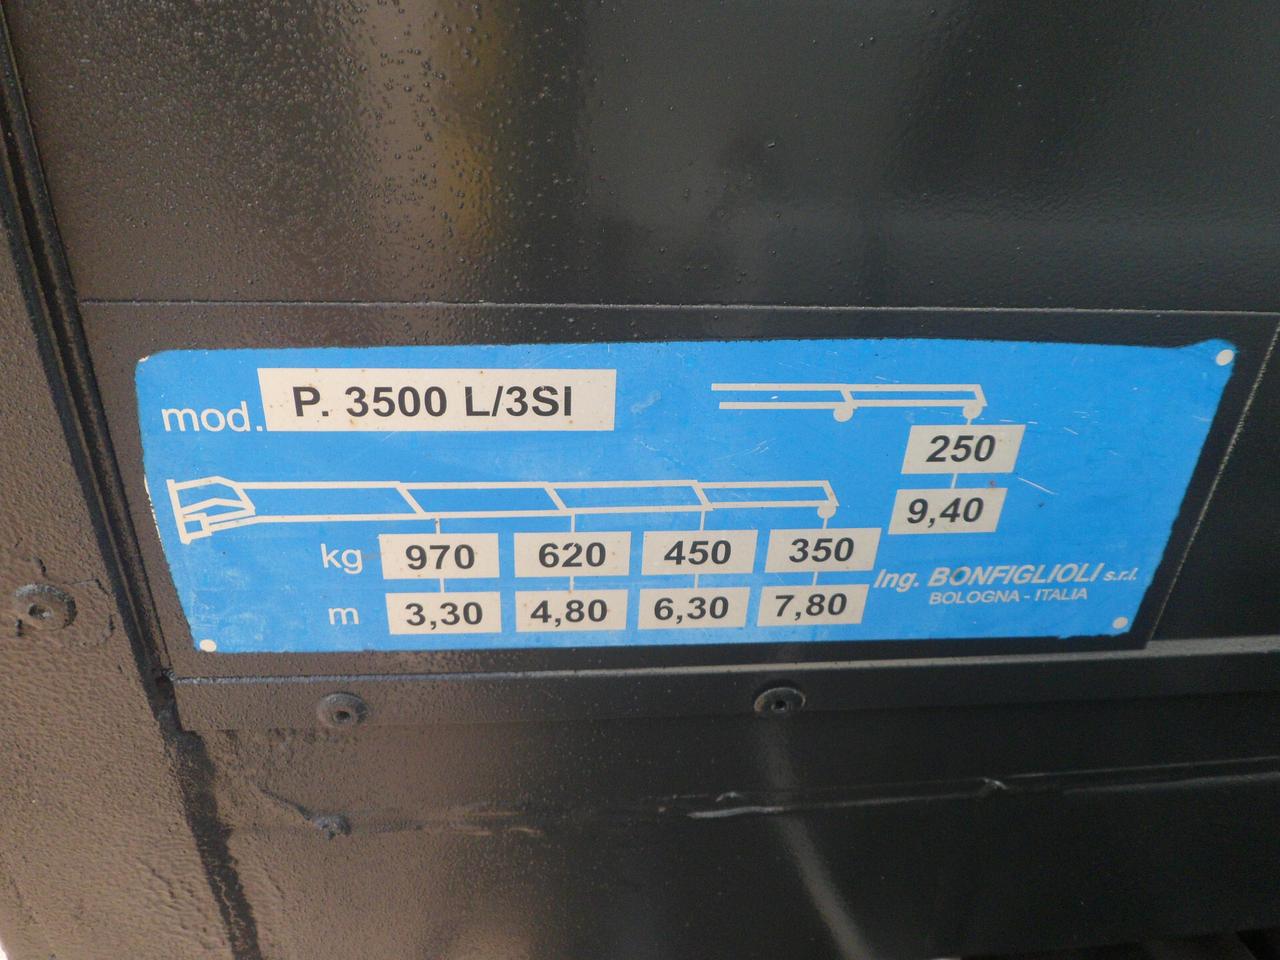 mod. P. 3500 L/3SI
250
9,40
kg 970 620 450 350
m 3,30 4,80 6,30 7,80
Ing. BONFIGLIOLI s.r.l.
BOLOGNA - ITALIA